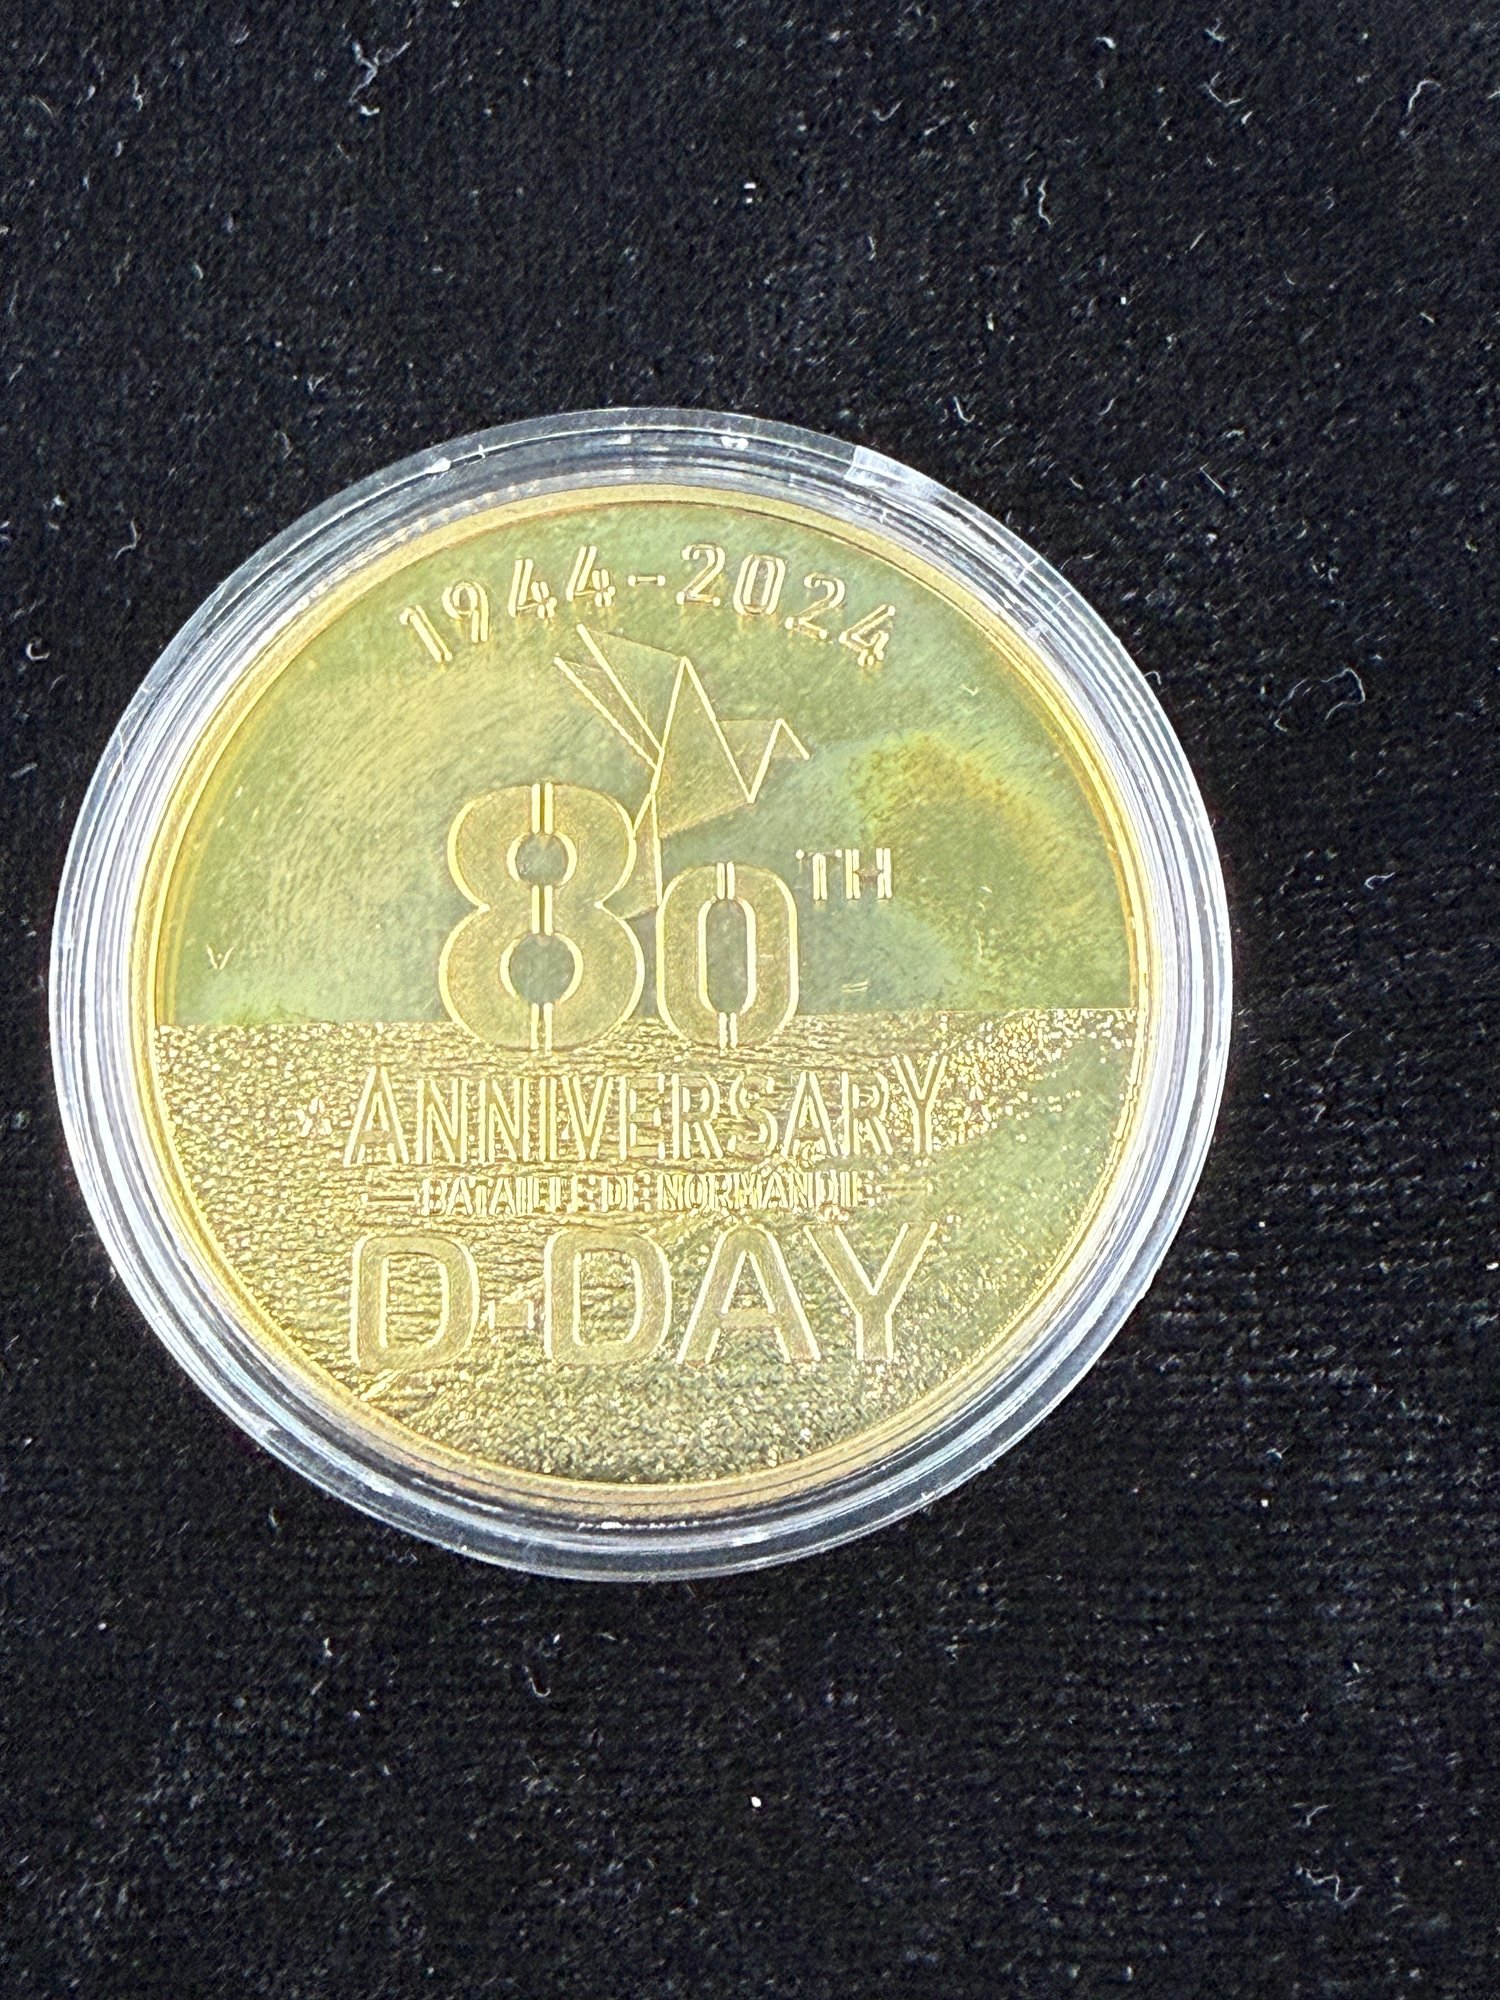 1944-2024
80TH
ANNIVERSARY
BATAILLE DE NORMANDIE
D-DAY